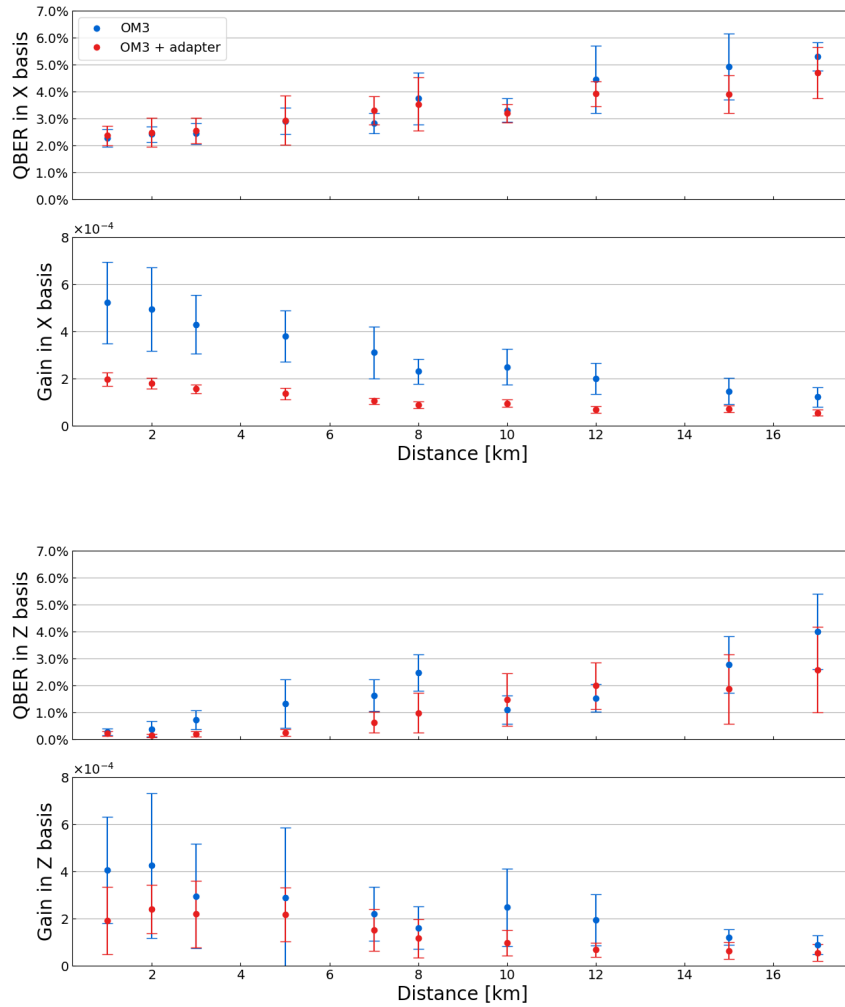 OM3
OM3 + adapter
QBER in X basis
7.0%
6.0%
5.0%
4.0%
3.0%
2.0%
1.0%
0.0%
×10⁻⁴
Gain in X basis
8
6
4
2
0
2 4 6 8 10 12 14 16
Distance [km]
QBER in Z basis
7.0%
6.0%
5.0%
4.0%
3.0%
2.0%
1.0%
0.0%
×10⁻⁴
Gain in Z basis
8
6
4
2
0
2 4 6 8 10 12 14 16
Distance [km]